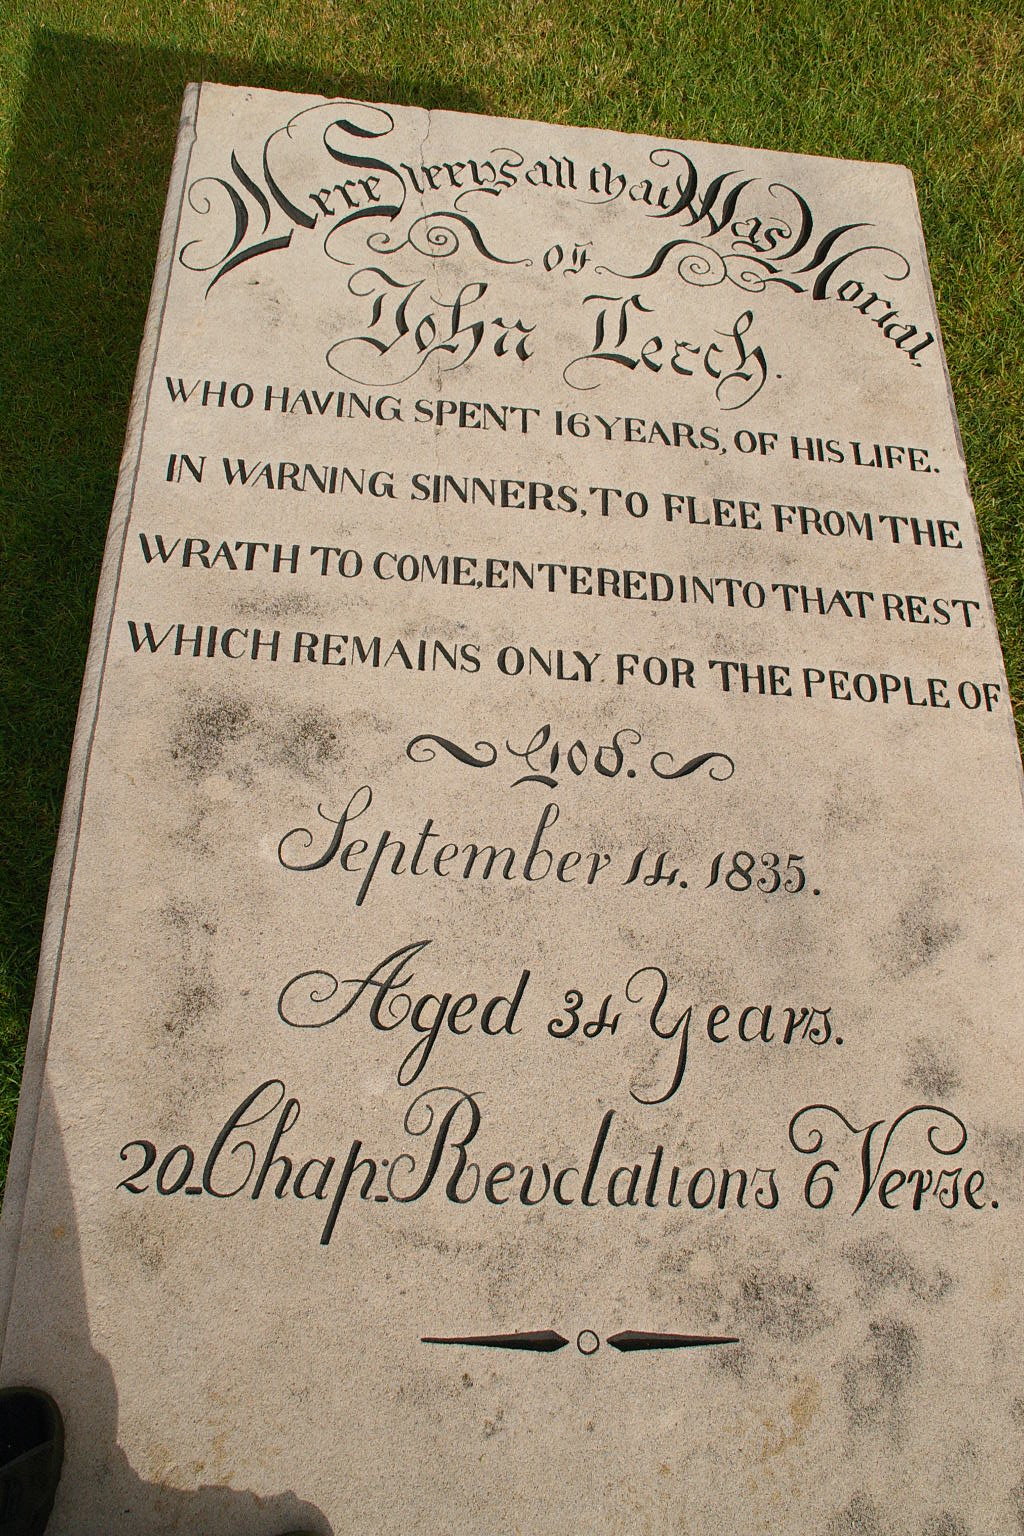 Here Sleeps all that Was Mortal,
OF
John Leech.
WHO HAVING SPENT 16 YEARS, OF HIS LIFE.
IN WARNING SINNERS, TO FLEE FROM THE
WRATH TO COME, ENTERED INTO THAT REST
WHICH REMAINS ONLY FOR THE PEOPLE OF
GOD.
September 14. 1835.
Aged 34 Years.
20-Chap:-Revelations 6 Verse.